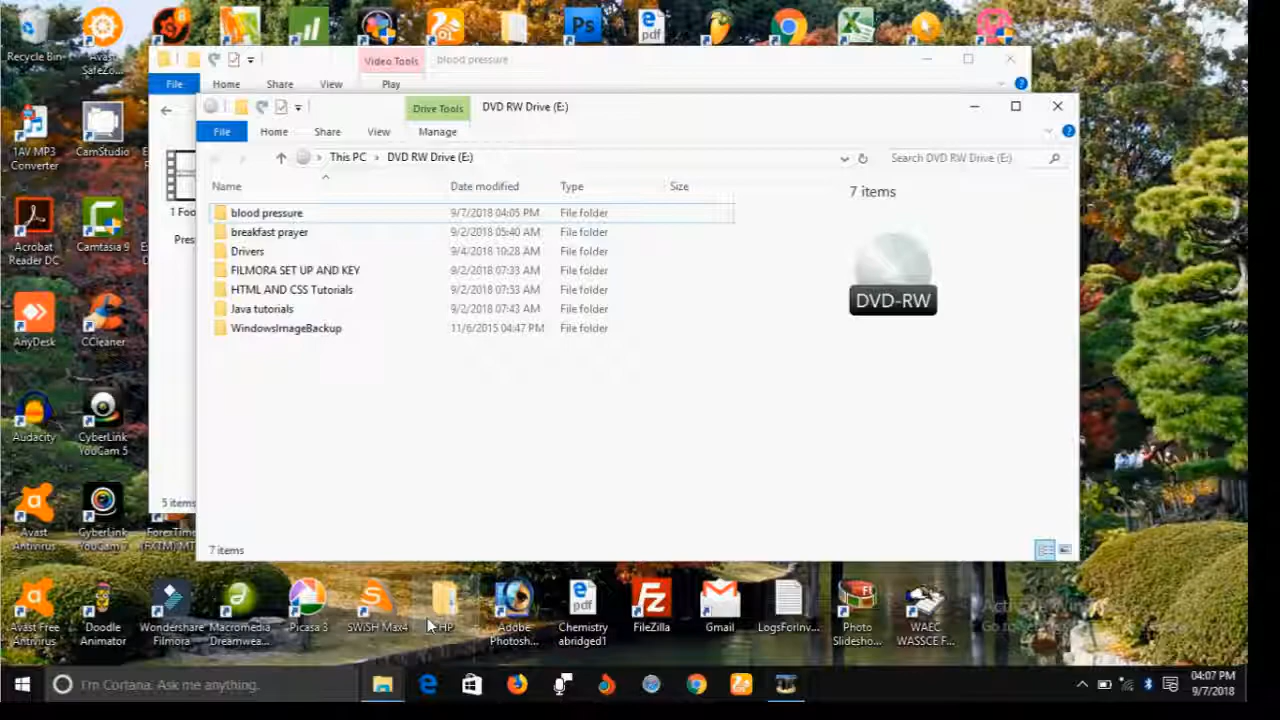 Recycle Bin
Avast SafeZo...
Ps
pdf
Video Tools
blood pressure
File
Home
Share
View
Play
Drive Tools
DVD RW Drive (E:)
File
Home
Share
View
Manage
This PC
DVD RW Drive (E:)
Search DVD RW Drive (E:)
Name
Date modified
Type
Size
7 items
blood pressure 9/7/2018 04:05 PM File folder
breakfast prayer 9/2/2018 05:40 AM File folder
Drivers 9/4/2018 10:28 AM File folder
FILMORA SET UP AND KEY 9/2/2018 07:33 AM File folder
HTML AND CSS Tutorials 9/2/2018 07:33 AM File folder
Java tutorials 9/2/2018 07:43 AM File folder
WindowsImageBackup 11/6/2015 04:47 PM File folder
DVD-RW
7 items
5 items
1 Foo
Pres
1AV MP3
Converter
CamStudio
Acrobat
Reader DC
Camtasia 9
AnyDesk
CCleaner
Audacity
CyberLink
YouCam 5
Avast
Antivirus
CyberLink
ForexTime
Avast Free
Antivirus
Doodle
Animator
Wondershare
Filmora
Macromedia
Dreamwea...
Picasa 3
SWiSH Max4
HP
Adobe
Photosh...
pdf
Chemistry
abridged1
FileZilla
Gmail
LogsForInv...
Photo
Slidesho...
WAEC
WASSCE F...
I'm Cortana. Ask me anything.
04:07 PM
9/7/2018